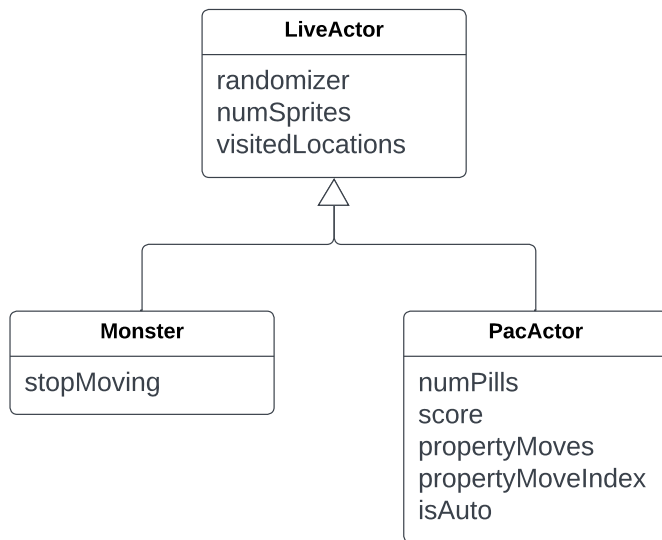 LiveActor
randomizer
numSprites
visitedLocations
Monster
stopMoving
PacActor
numPills
score
propertyMoves
propertyMoveIndex
isAuto